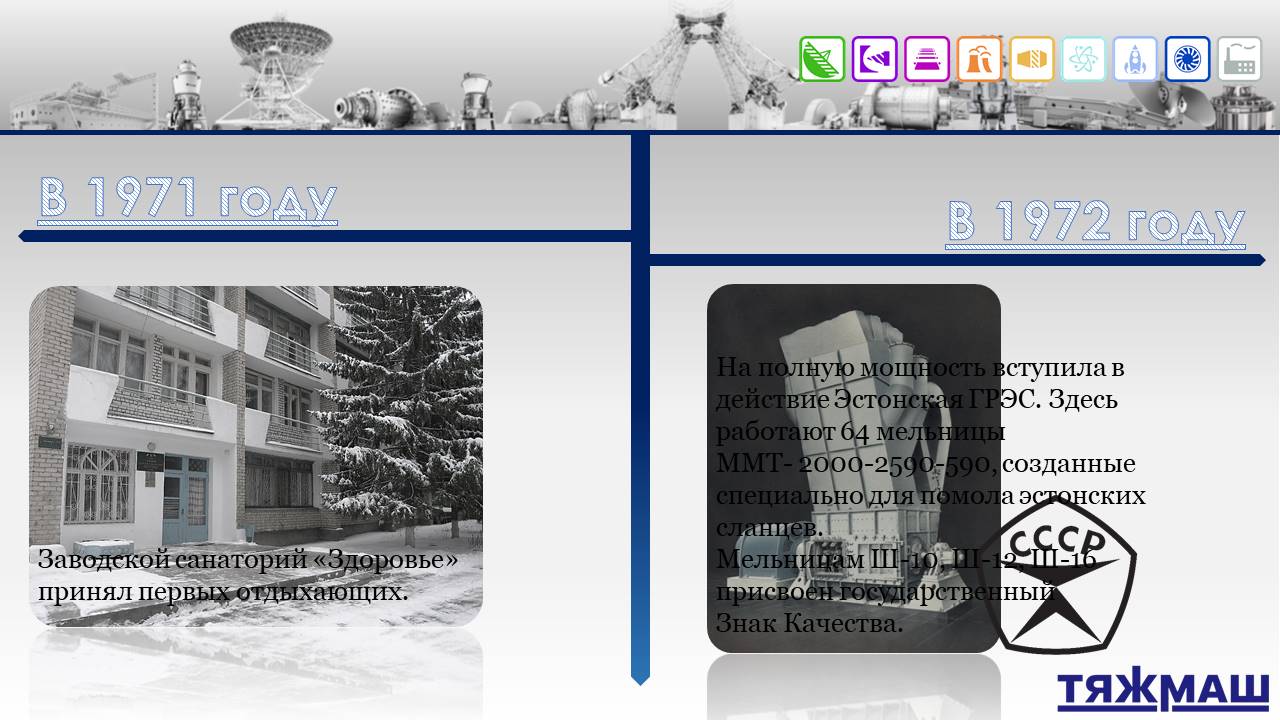 В 1971 году
Заводской санаторий «Здоровье»
принял первых отдыхающих.
В 1972 году
На полную мощность вступила в
действие Эстонская ГРЭС. Здесь
работают 64 мельницы
ММТ- 2000-2590-590, созданные
специально для помола эстонских
сланцев.
Мельницам Ш-10, Ш-12, Ш-16
присвоен государственный
Знак Качества.
СССР
ТЯЖМАШ